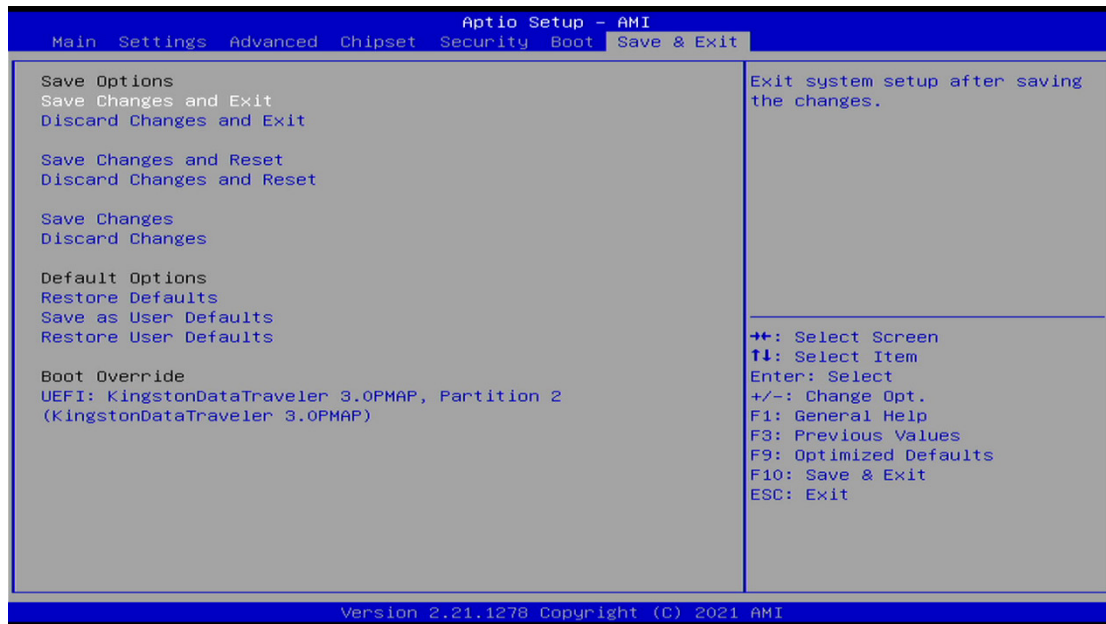 Aptio Setup – AMI
Main Settings Advanced Chipset Security Boot Save & Exit
Save Options
Save Changes and Exit
Discard Changes and Exit
Save Changes and Reset
Discard Changes and Reset
Save Changes
Discard Changes
Default Options
Restore Defaults
Save as User Defaults
Restore User Defaults
Boot Override
UEFI: KingstonDataTraveler 3.0PMAP, Partition 2
(KingstonDataTraveler 3.0PMAP)
Exit system setup after saving
the changes.
→←: Select Screen
↑↓: Select Item
Enter: Select
+/-: Change Opt.
F1: General Help
F3: Previous Values
F9: Optimized Defaults
F10: Save & Exit
ESC: Exit
Version 2.21.1278 Copyright (C) 2021 AMI